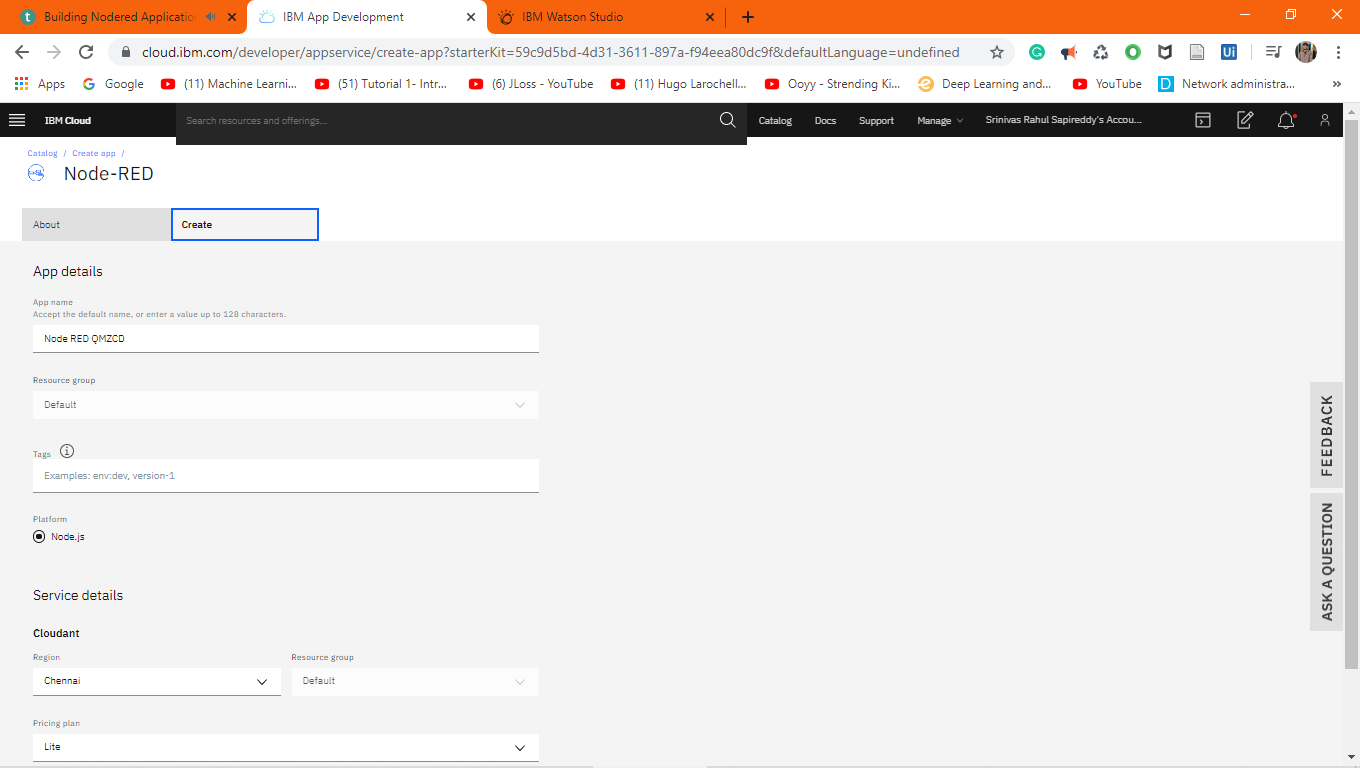 Building Nodered Applicatio
IBM App Development
IBM Watson Studio
cloud.ibm.com/developer/appservice/create-app?starterKit=59c9d5bd-4d31-3611-897a-f94eea80dc9f&defaultLanguage=undefined
Apps
Google
(11) Machine Learni...
(51) Tutorial 1- Intr...
(6) JLoss - YouTube
(11) Hugo Larochell...
Ooyy - Strending Ki...
Deep Learning and...
YouTube
Network administra...
IBM Cloud
Search resources and offerings...
Catalog
Docs
Support
Manage
Srinivas Rahul Sapireddy's Accou...
Catalog / Create app /
Node-RED
About
Create
App details
App name
Accept the default name, or enter a value up to 128 characters.
Node RED QMZCD
Resource group
Default
Tags
Examples: env:dev, version-1
Platform
Node.js
Service details
Cloudant
Region
Resource group
Chennai
Default
Pricing plan
Lite
FEEDBACK
ASK A QUESTION